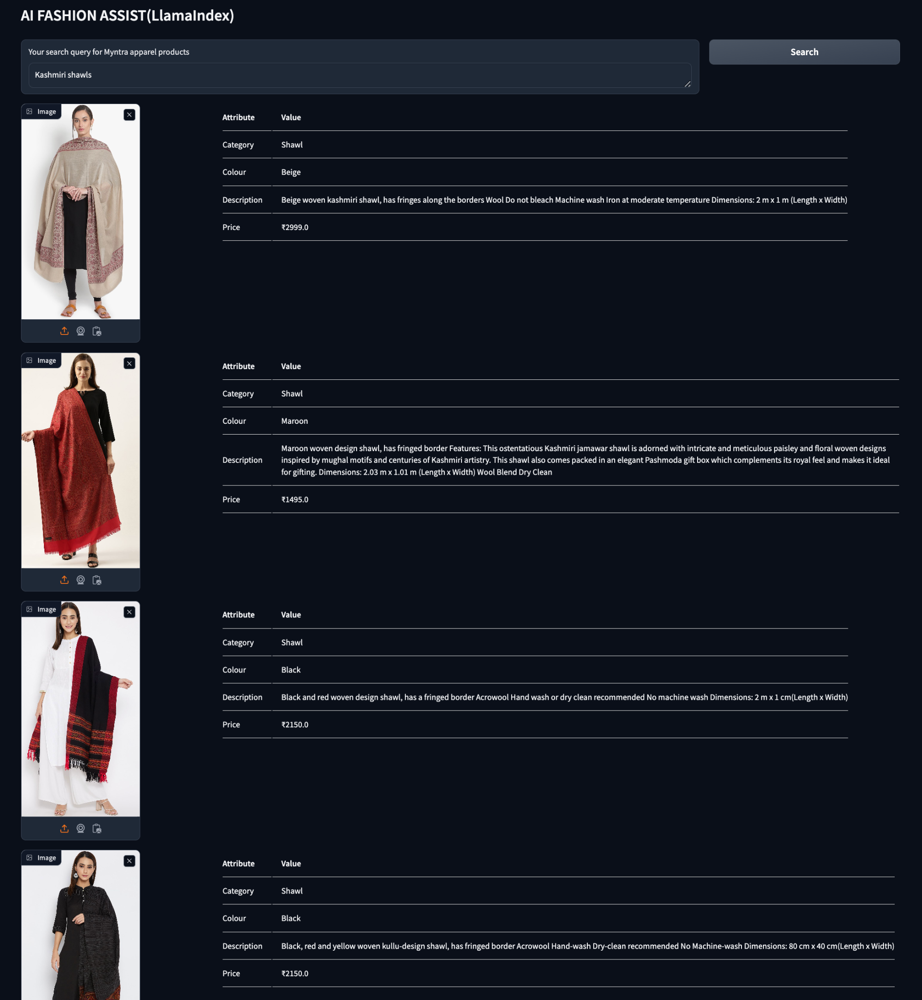 AI FASHION ASSIST(LlamaIndex)
Your search query for Myntra apparel products
Kashmiri shawls
Search
Image
Attribute Value
Category Shawl
Colour Beige
Description Beige woven kashmiri shawl, has fringes along the borders Wool Do not bleach Machine wash Iron at moderate temperature Dimensions: 2 m x 1 m (Length x Width)
Price ₹2999.0
Image
Attribute Value
Category Shawl
Colour Maroon
Description Maroon woven design shawl, has fringed border Features: This ostentatious Kashmiri jamawar shawl is adorned with intricate and meticulous paisley and floral woven designs
inspired by mughal motifs and centuries of Kashmiri artistry. This shawl also comes packed in an elegant Pashmoda gift box which complements its royal feel and makes it ideal
for gifting. Dimensions: 2.03 m x 1.01 m (Length x Width) Wool Blend Dry Clean
Price ₹1495.0
Image
Attribute Value
Category Shawl
Colour Black
Description Black and red woven design shawl, has a fringed border Acrowool Hand wash or dry clean recommended No machine wash Dimensions: 2 m x 1 cm(Length x Width)
Price ₹2150.0
Image
Attribute Value
Category Shawl
Colour Black
Description Black, red and yellow woven kullu-design shawl, has fringed border Acrowool Hand-wash Dry-clean recommended No Machine-wash Dimensions: 80 cm x 40 cm(Length x Width)
Price ₹2150.0